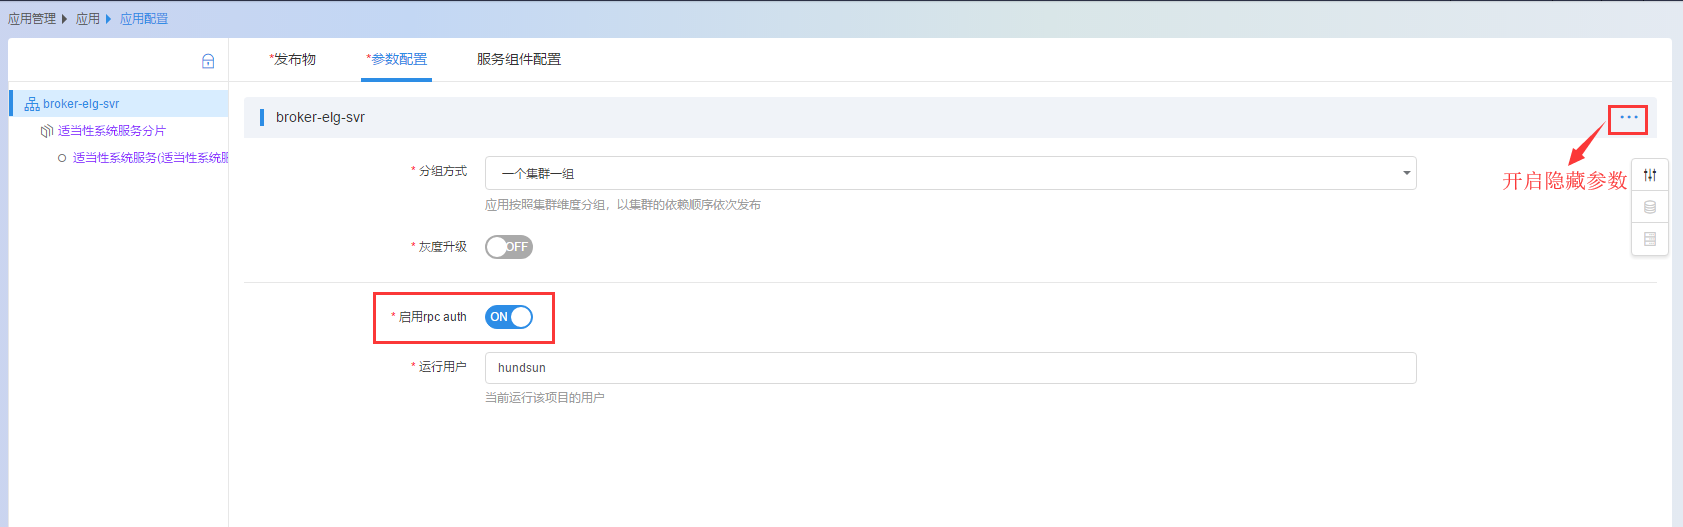 应用管理 应用 应用配置
*发布物 *参数配置 服务组件配置
broker-elg-svr
适当性系统服务分片
适当性系统服务(适当性系统服
broker-elg-svr
开启隐藏参数
* 分组方式 一个集群一组
应用按照集群维度分组，以集群的依赖顺序依次发布
* 灰度升级 OFF
* 启用rpc auth ON
* 运行用户 hundsun
当前运行该项目的用户